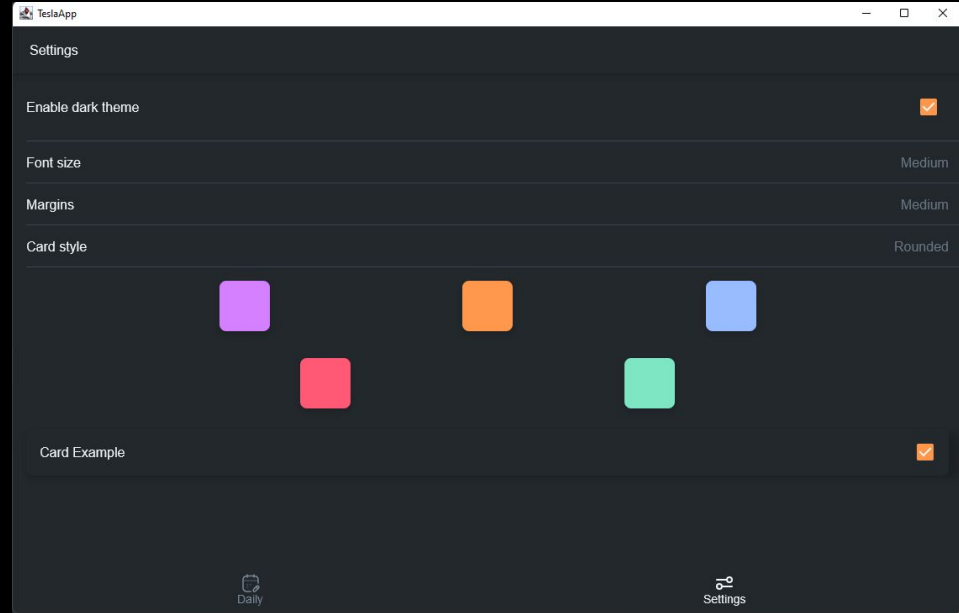 TeslaApp
Settings
Enable dark theme
Font size Medium
Margins Medium
Card style Rounded
Card Example
Daily Settings